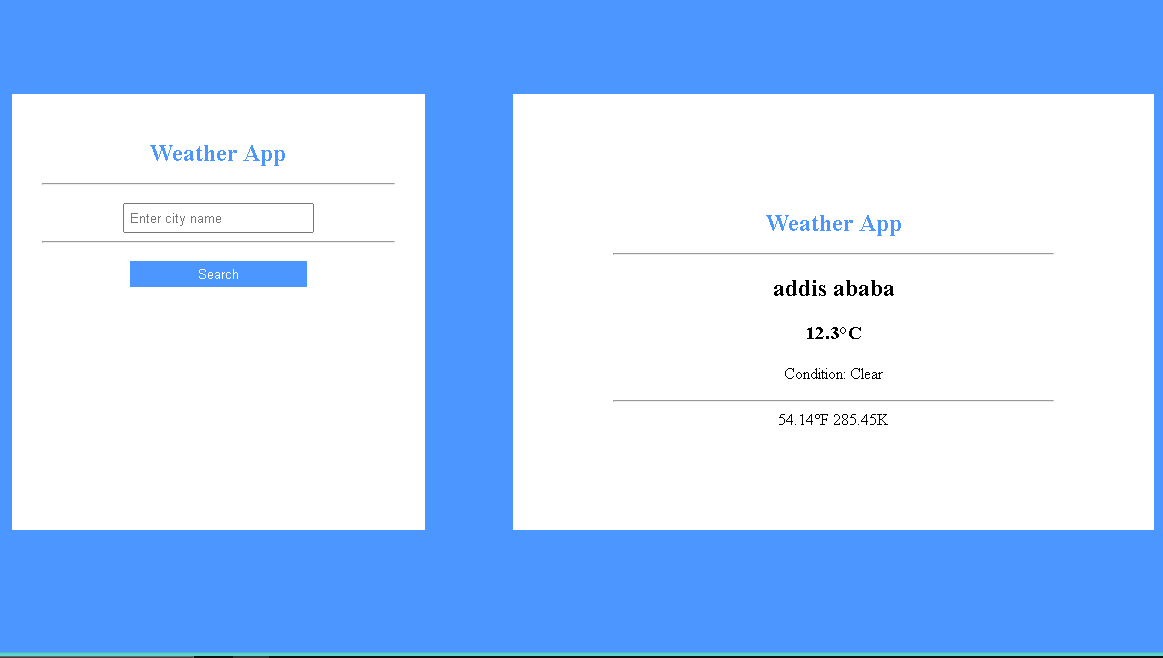 Weather App
Enter city name
Search
Weather App
addis ababa
12.3°C
Condition: Clear
54.14°F 285.45K